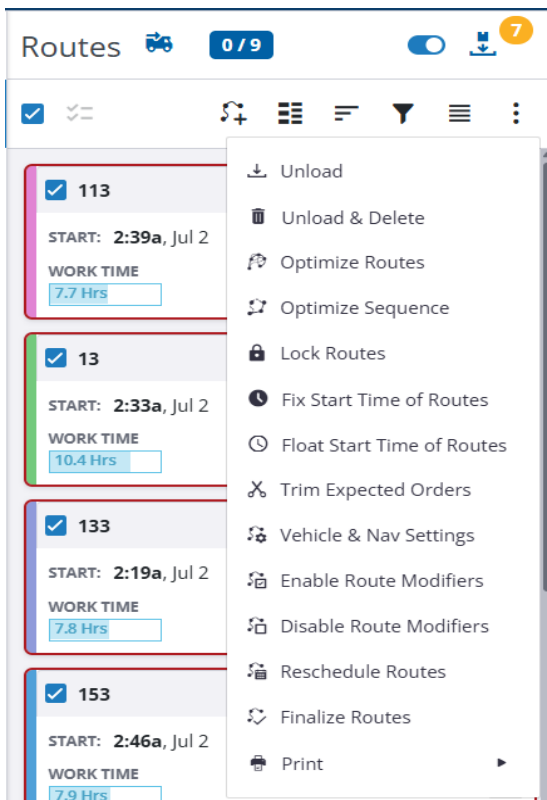 Routes 0 / 9 7
Unload
113
Unload & Delete
START: 2:39a, Jul 2
Optimize Routes
WORK TIME
7.7 Hrs
Optimize Sequence
13
Lock Routes
START: 2:33a, Jul 2
Fix Start Time of Routes
WORK TIME
Float Start Time of Routes
10.4 Hrs
Trim Expected Orders
133
Vehicle & Nav Settings
START: 2:19a, Jul 2
Enable Route Modifiers
WORK TIME
7.8 Hrs
Disable Route Modifiers
153
Reschedule Routes
START: 2:46a, Jul 2
Finalize Routes
WORK TIME
Print
7.9 Hrs